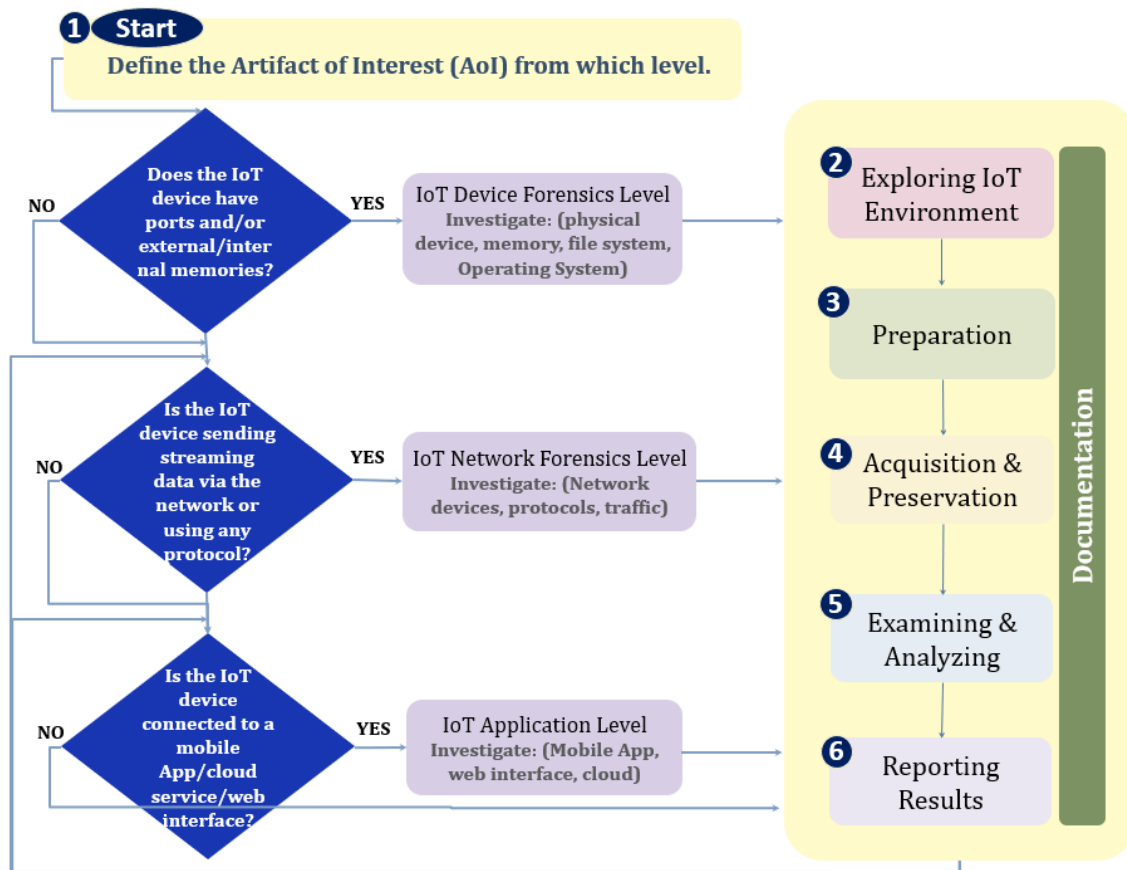 1 Start
Define the Artifact of Interest (AoI) from which level.
Does the IoT
device have
ports and/or
external/inter
nal memories?
NO
YES
IoT Device Forensics Level
Investigate: (physical
device, memory, file system,
Operating System)
Is the IoT
device sending
streaming
data via the
network or
using any
protocol?
NO
YES
IoT Network Forensics Level
Investigate: (Network
devices, protocols, traffic)
Is the IoT
device
connected to a
mobile
App/cloud
service/web
interface?
NO
YES
IoT Application Level
Investigate: (Mobile App,
web interface, cloud)
2
Exploring IoT
Environment
3
Preparation
4
Acquisition &
Preservation
5
Examining &
Analyzing
6
Reporting
Results
Documentation